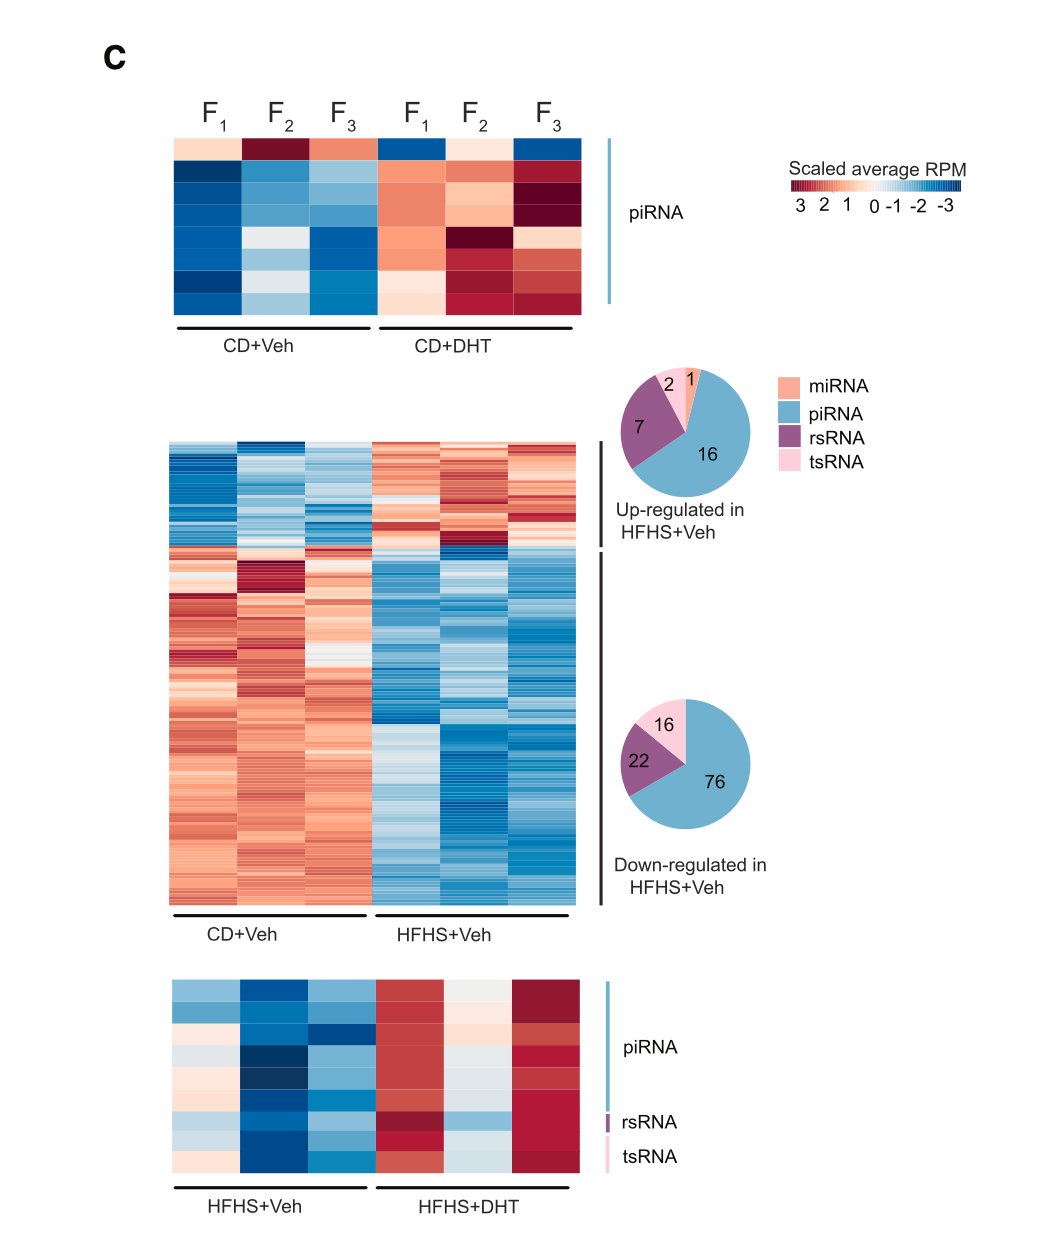 C
F1 F2 F3 F1 F2 F3
Scaled average RPM
3 2 1 0 -1 -2 -3
piRNA
CD+Veh CD+DHT
2 1
7
16
miRNA
piRNA
rsRNA
tsRNA
Up-regulated in
HFHS+Veh
16
22
76
Down-regulated in
HFHS+Veh
CD+Veh HFHS+Veh
piRNA
rsRNA
tsRNA
HFHS+Veh HFHS+DHT